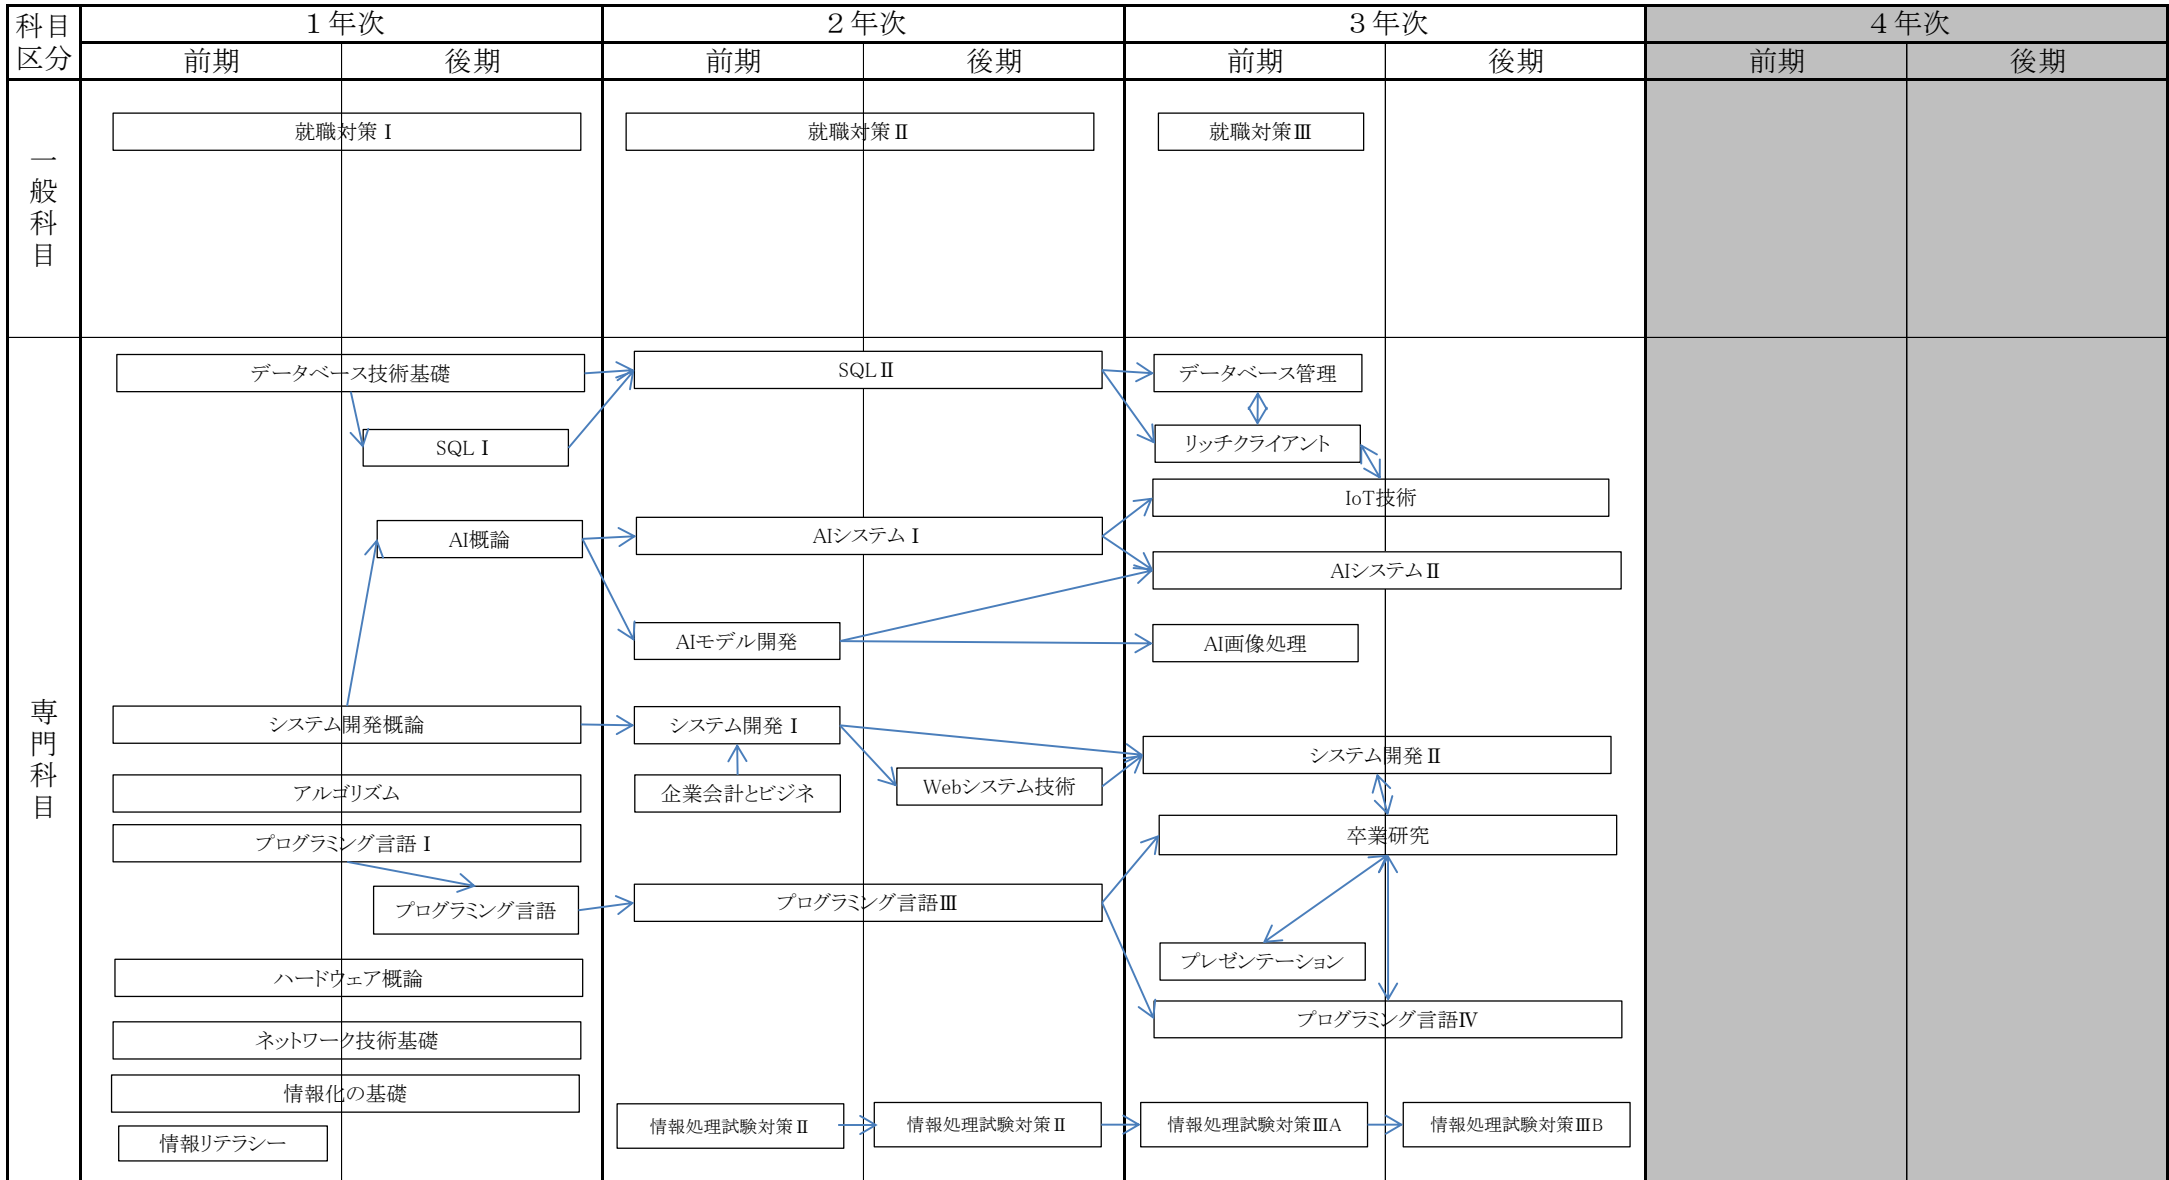 科目
区分
１年次
２年次
３年次
４年次
前期
後期
前期
後期
前期
後期
前期
後期
一般科目
就職対策Ⅰ
就職対策Ⅱ
就職対策Ⅲ
専門科目
データベース技術基礎
SQLⅡ
データベース管理
SQLⅠ
リッチクライアント
IoT技術
AI概論
AIシステムⅠ
AIシステムⅡ
AIモデル開発
AI画像処理
システム開発概論
システム開発Ⅰ
システム開発Ⅱ
アルゴリズム
企業会計とビジネ
Webシステム技術
プログラミング言語Ⅰ
卒業研究
プログラミング言語
プログラミング言語Ⅲ
プレゼンテーション
ハードウェア概論
プログラミング言語Ⅳ
ネットワーク技術基礎
情報化の基礎
情報処理試験対策Ⅱ
情報処理試験対策Ⅱ
情報処理試験対策ⅢA
情報処理試験対策ⅢB
情報リテラシー